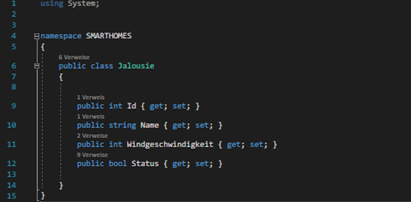 1 using System;
2
3
4 namespace SMARTHOMES
5 {
6 Verweise
6 public class Jalousie
7 {
8
1 Verweis
9 public int Id { get; set; }
1 Verweis
10 public string Name { get; set; }
2 Verweise
11 public int Windgeschwindigkeit { get; set; }
9 Verweise
12 public bool Status { get; set; }
13
14 }
15 }